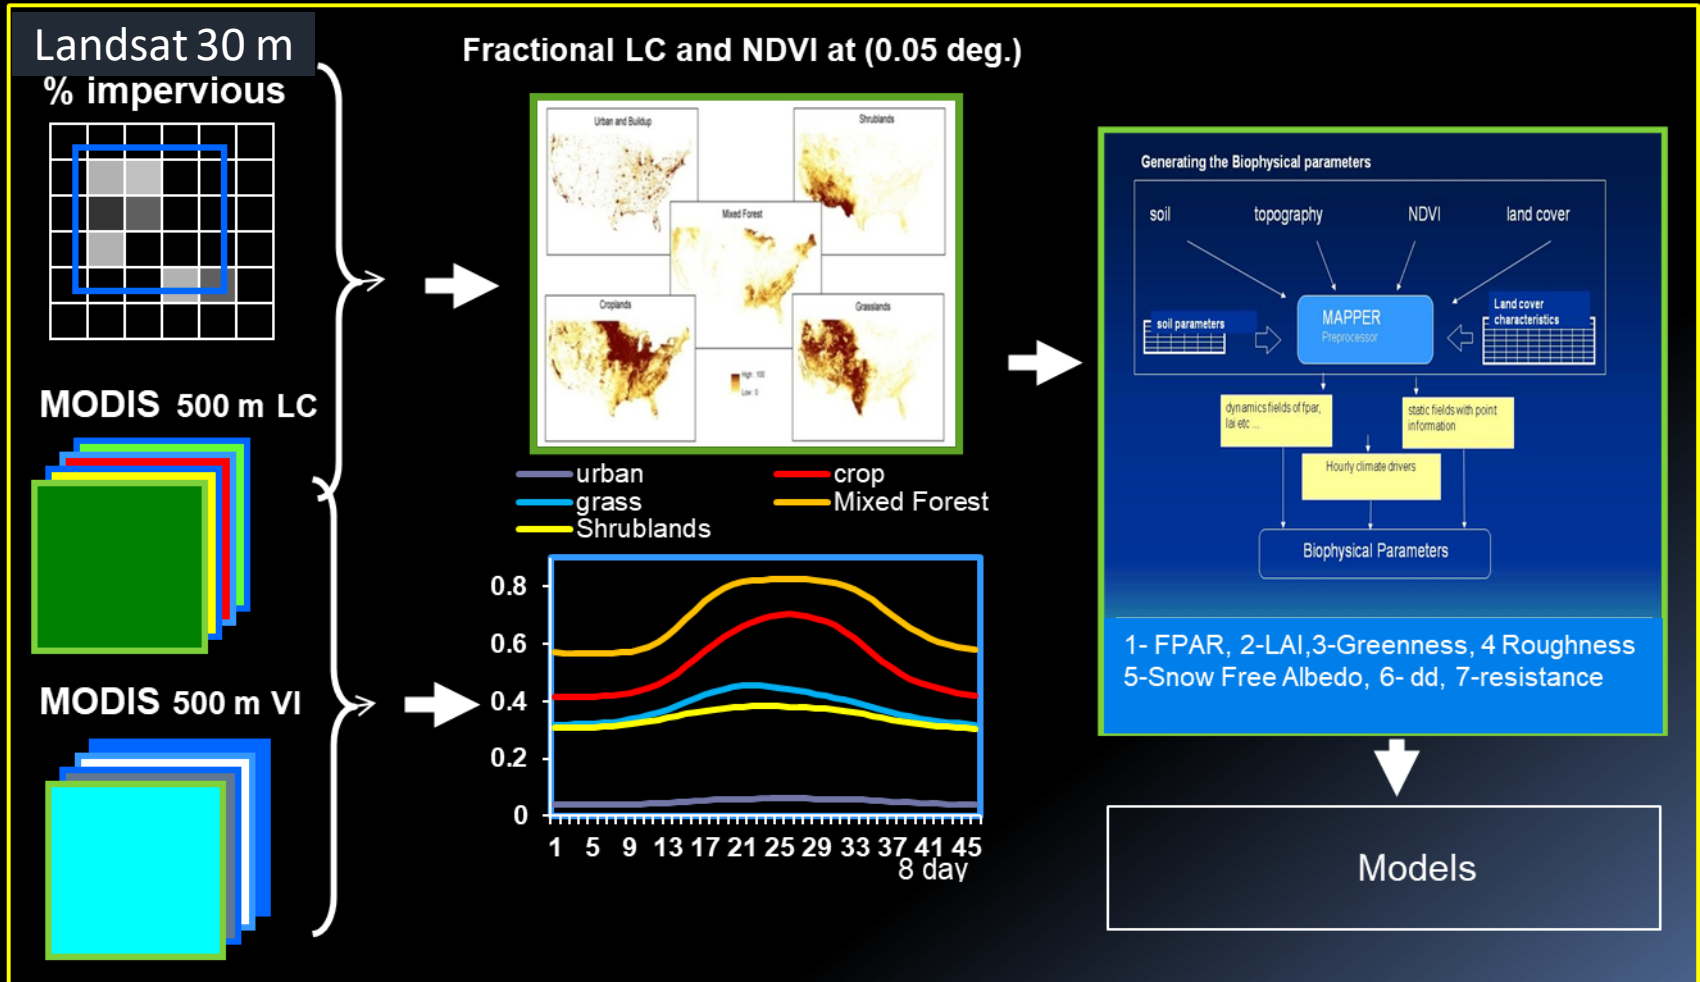 Landsat 30 m
% impervious
MODIS 500 m LC
MODIS 500 m VI
Fractional LC and NDVI at (0.05 deg.)
Urban and Buildup
Shrublands
Mixed Forest
Croplands
Grasslands
High : 100
Low : 0
urban
crop
grass
Mixed Forest
Shrublands
0.8
0.6
0.4
0.2
0
1 5 9 13 17 21 25 29 33 37 41 45
8 day
Generating the Biophysical parameters
soil topography NDVI land cover
soil parameters
MAPPER
Preprocessor
Land cover
characteristics
dynamics fields of fpar,
lai etc ...
static fields with point
information
Hourly climate drivers
Biophysical Parameters
1- FPAR, 2-LAI,3-Greenness, 4 Roughness
5-Snow Free Albedo, 6- dd, 7-resistance
Models